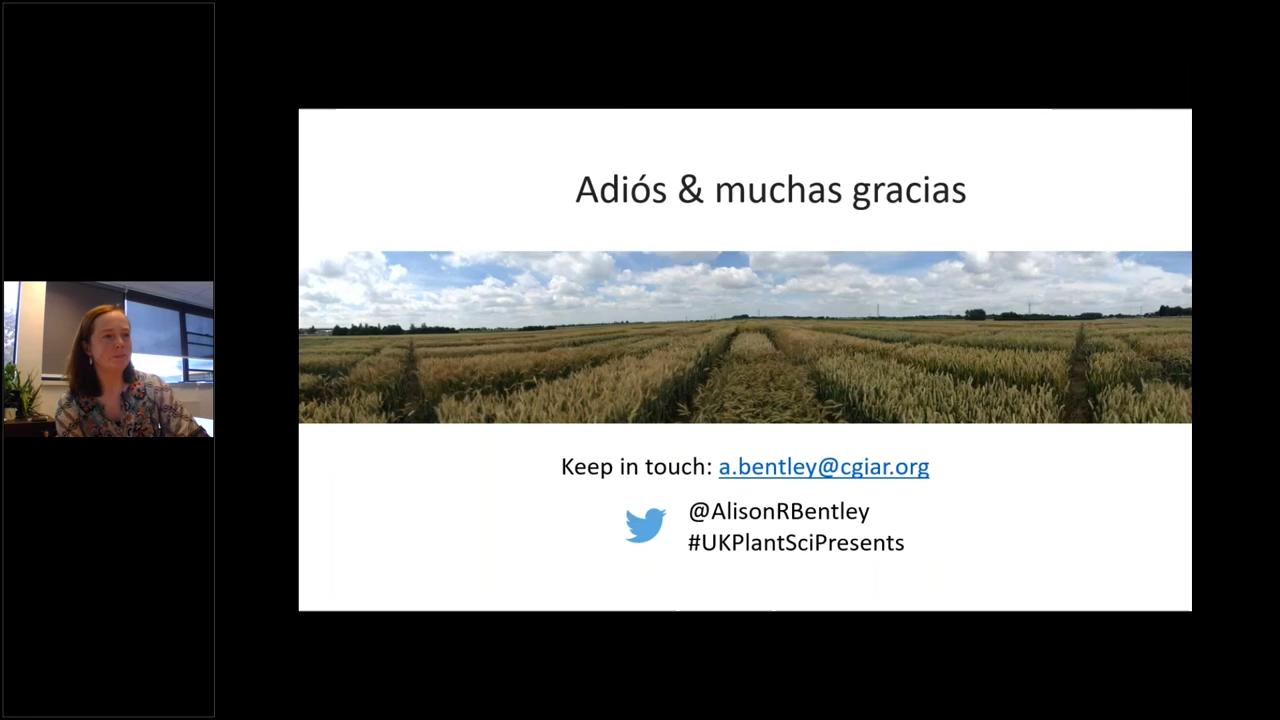 Adiós & muchas gracias
Keep in touch: a.bentley@cgiar.org
@AlisonRBentley
#UKPlantSciPresents